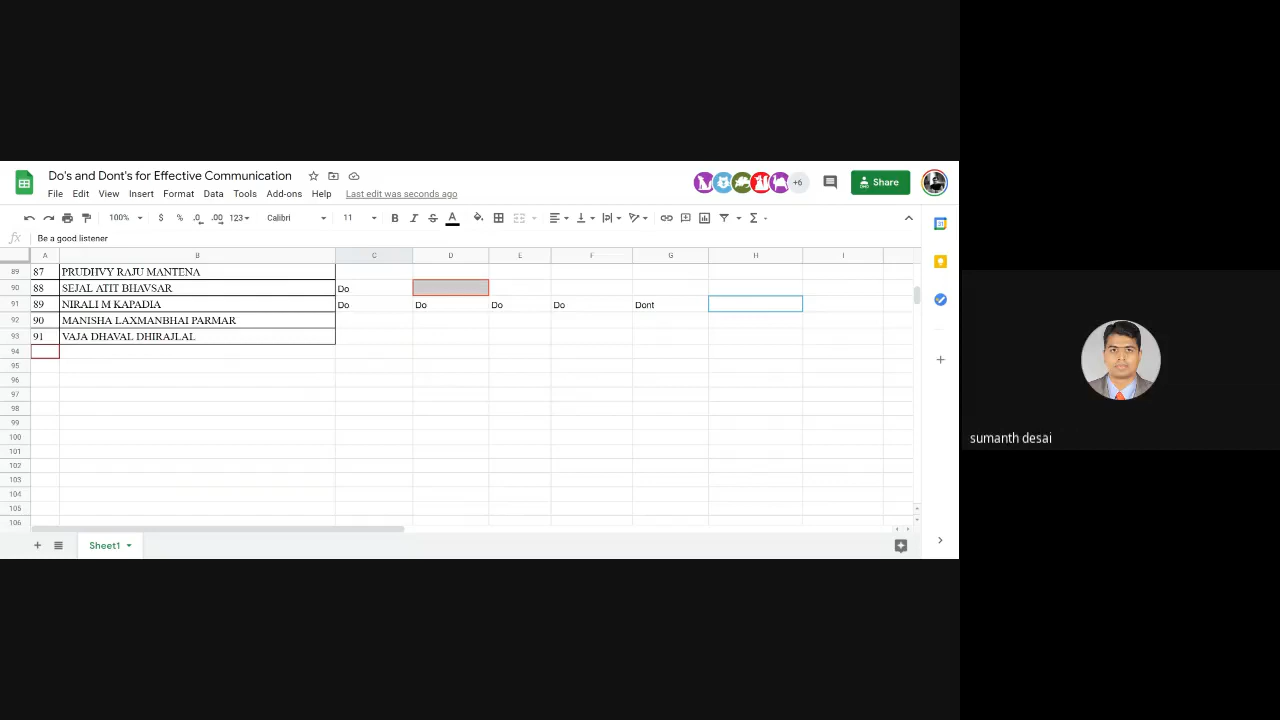 Do's and Dont's for Effective Communication
File Edit View Insert Format Data Tools Add-ons Help Last edit was seconds ago
+6
Share
100% $ % .0 .00 123 Calibri 11 B I S A
fx Be a good listener
A B C D E F G H I
89 87 PRUDHVY RAJU MANTENA
90 88 SEJAL ATIT BHAVSAR Do
91 89 NIRALI M KAPADIA Do Do Do Do Dont
92 90 MANISHA LAXMANBHAI PARMAR
93 91 VAJA DHAVAL DHIRAJLAL
94
95
96
97
98
99
100
101
102
103
104
105
106
Sheet1
sumanth desai